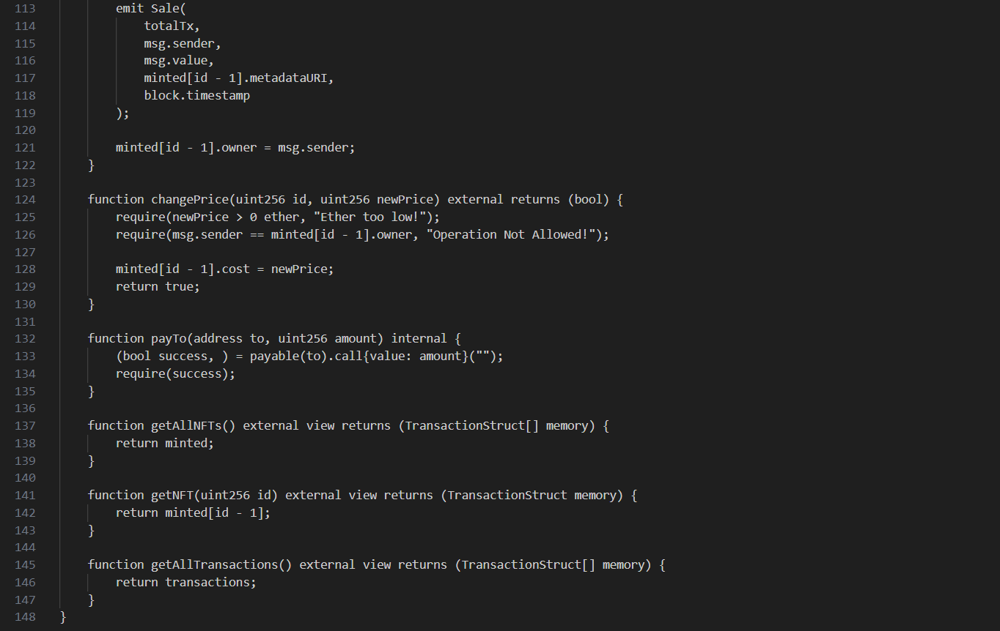 113 emit Sale(
114 totalTx,
115 msg.sender,
116 msg.value,
117 minted[id - 1].metadataURI,
118 block.timestamp
119 );
120
121 minted[id - 1].owner = msg.sender;
122 }
123
124 function changePrice(uint256 id, uint256 newPrice) external returns (bool) {
125 require(newPrice > 0 ether, "Ether too low!");
126 require(msg.sender == minted[id - 1].owner, "Operation Not Allowed!");
127
128 minted[id - 1].cost = newPrice;
129 return true;
130 }
131
132 function payTo(address to, uint256 amount) internal {
133 (bool success, ) = payable(to).call{value: amount}("");
134 require(success);
135 }
136
137 function getAllNFTs() external view returns (TransactionStruct[] memory) {
138 return minted;
139 }
140
141 function getNFT(uint256 id) external view returns (TransactionStruct memory) {
142 return minted[id - 1];
143 }
144
145 function getAllTransactions() external view returns (TransactionStruct[] memory) {
146 return transactions;
147 }
148 }